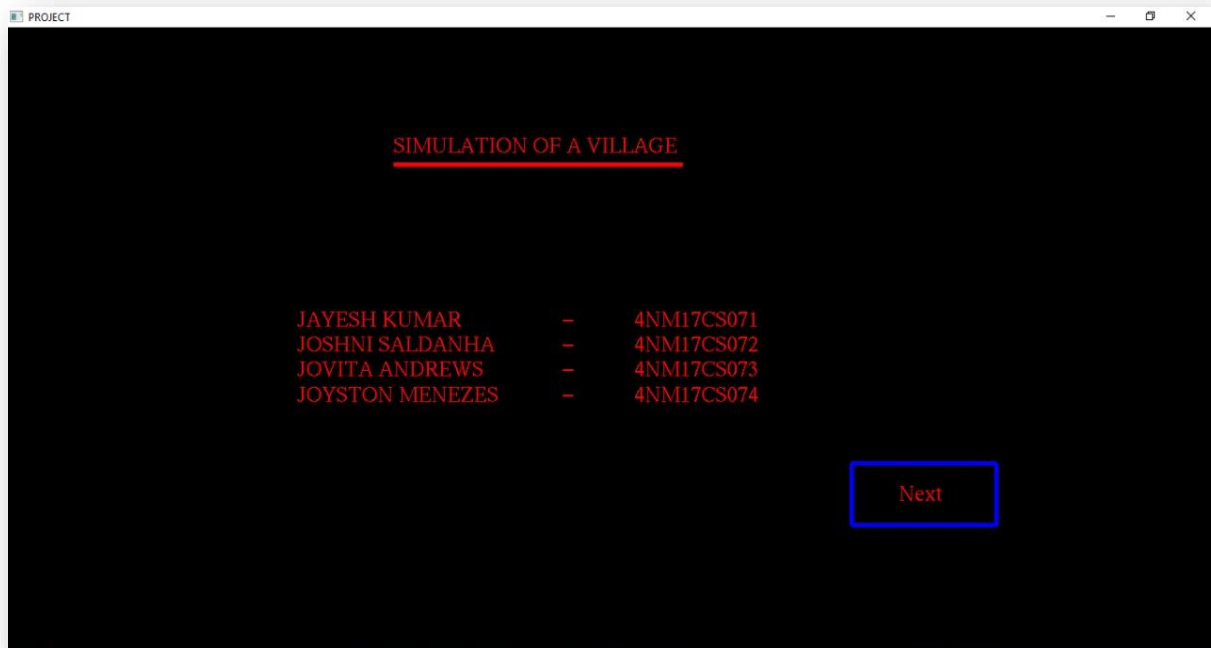 PROJECT
SIMULATION OF A VILLAGE
JAYESH KUMAR – 4NM17CS071
JOSHNI SALDANHA – 4NM17CS072
JOVITA ANDREWS – 4NM17CS073
JOYSTON MENEZES – 4NM17CS074
Next